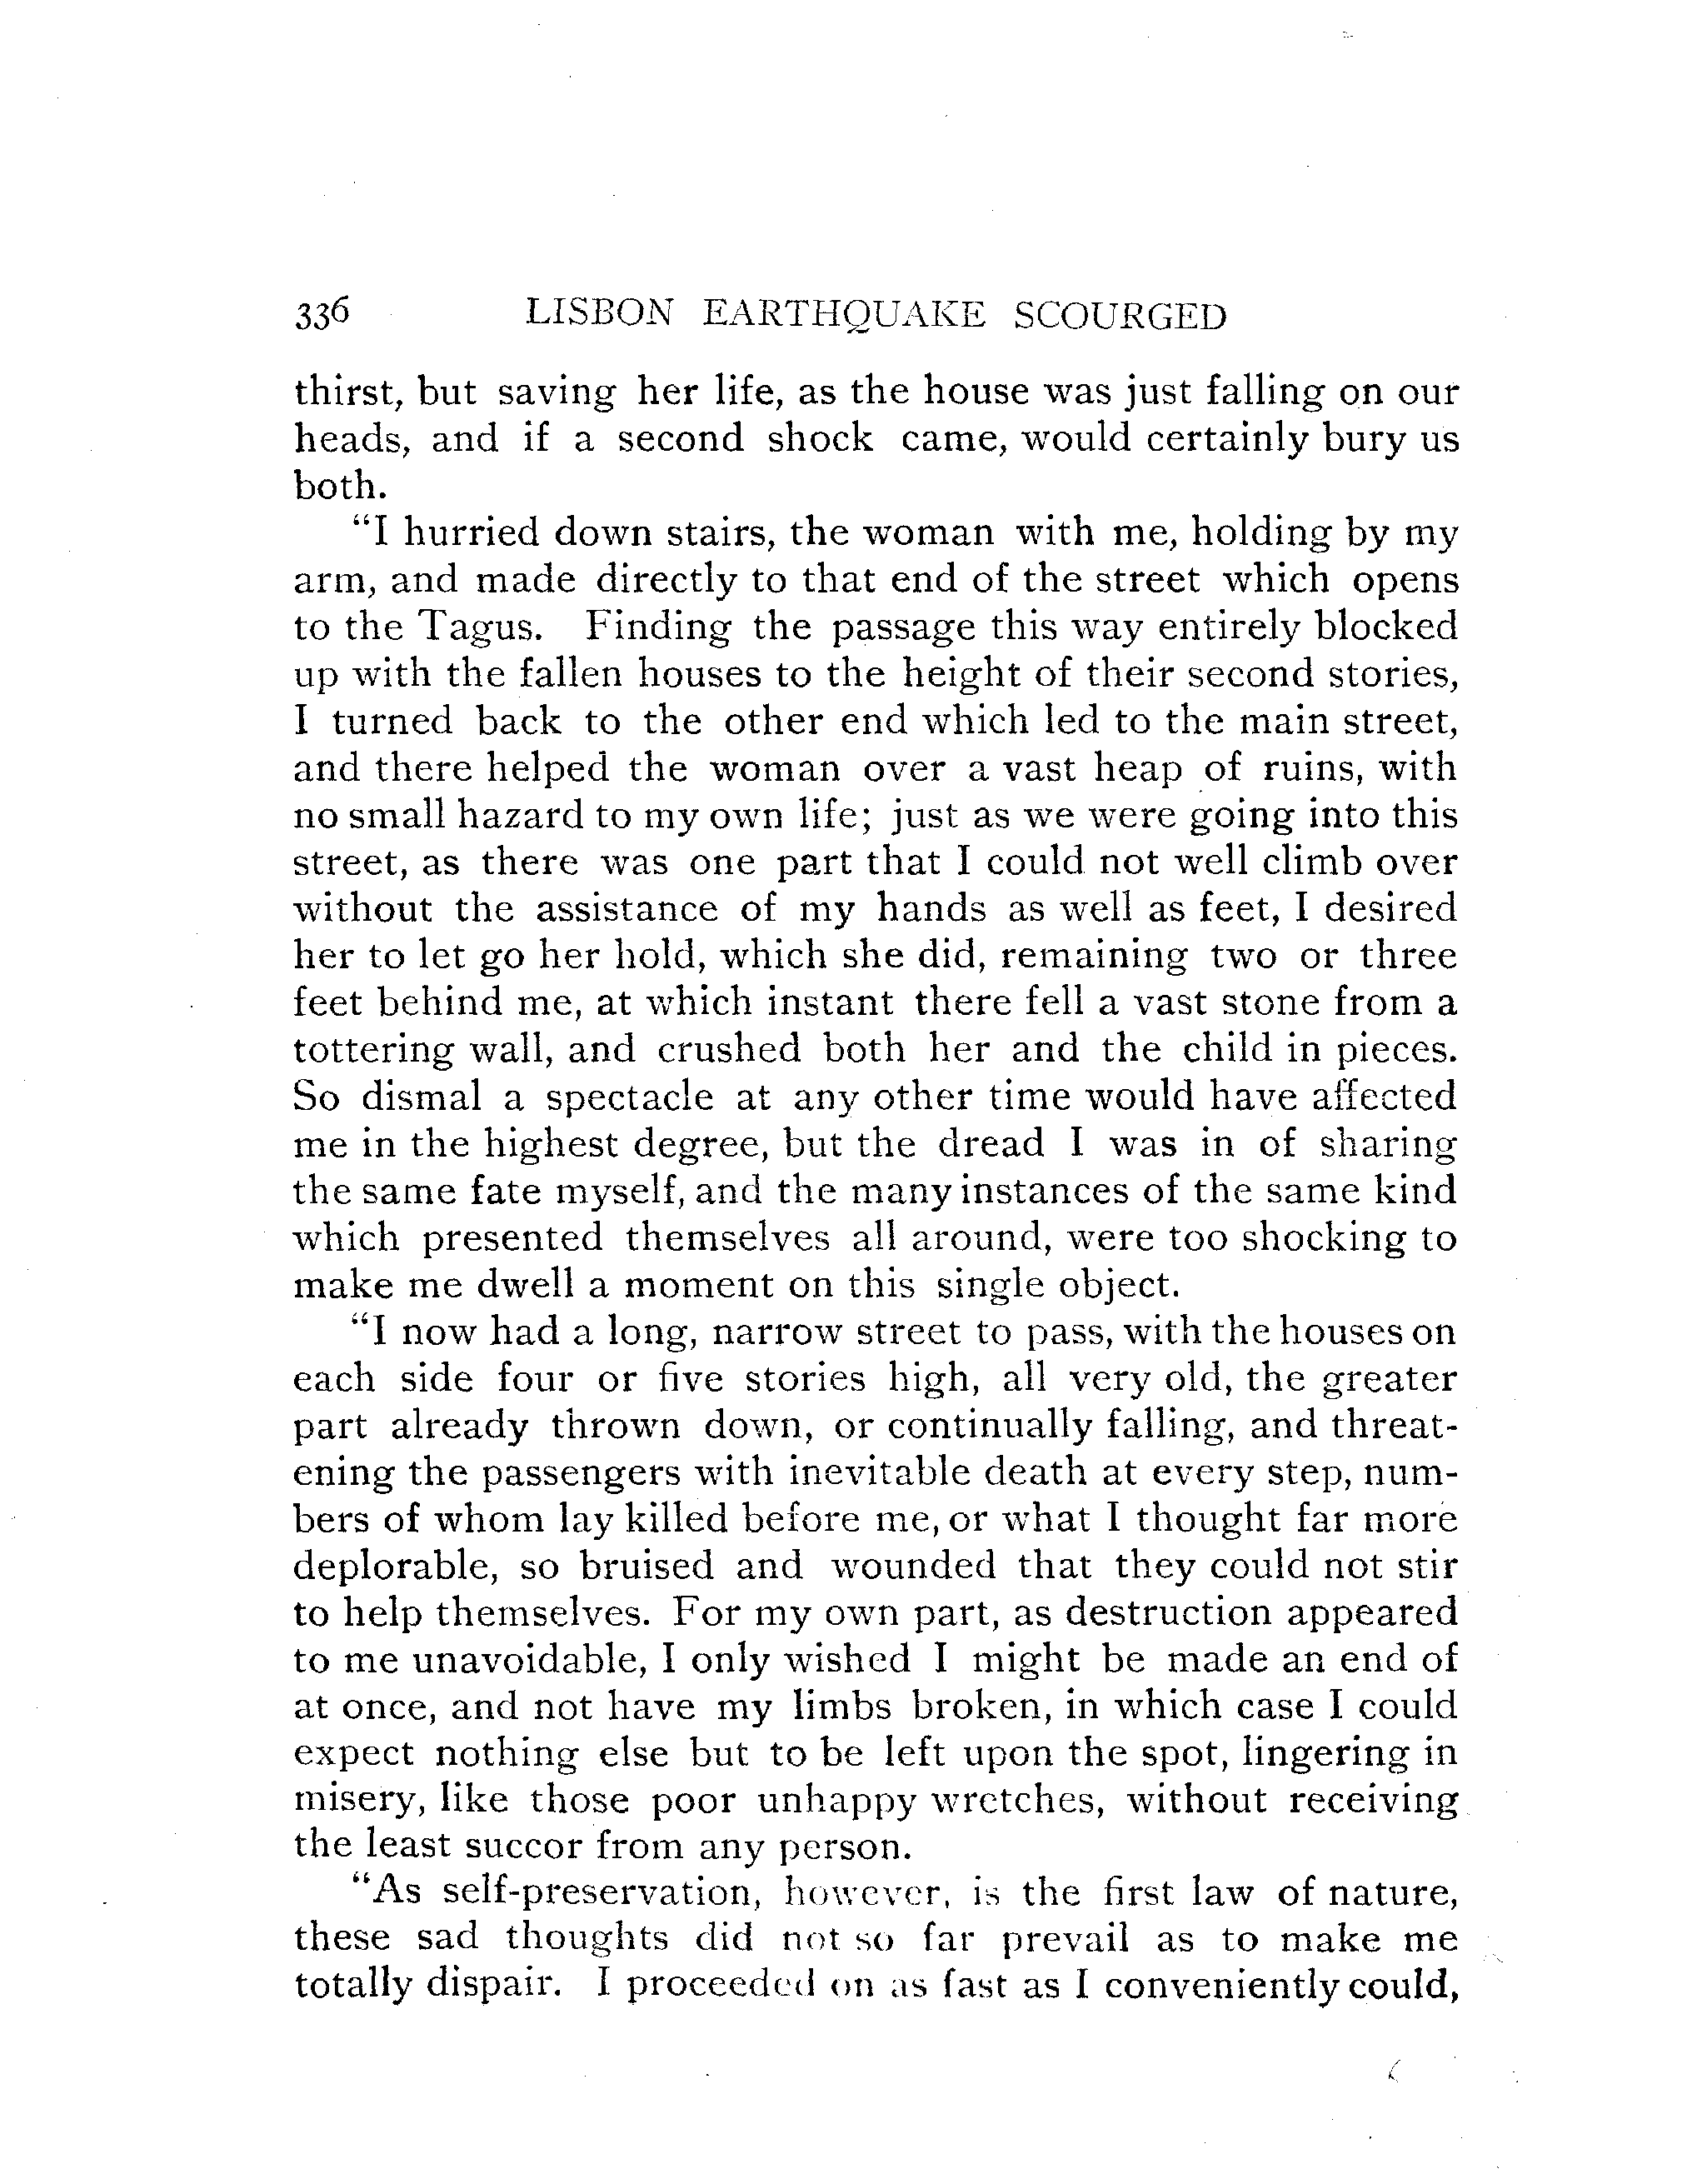 336 LISBON EARTHQUAKE SCOURGED
thirst, but saving her life, as the house was just falling on our
heads, and if a second shock came, would certainly bury us
both.
“I hurried down stairs, the woman with me, holding by my
arm, and made directly to that end of the street which opens
to the Tagus. Finding the passage this way entirely blocked
up with the fallen houses to the height of their second stories,
I turned back to the other end which led to the main street,
and there helped the woman over a vast heap of ruins, with
no small hazard to my own life; just as we were going into this
street, as there was one part that I could not well climb over
without the assistance of my hands as well as feet, I desired
her to let go her hold, which she did, remaining two or three
feet behind me, at which instant there fell a vast stone from a
tottering wall, and crushed both her and the child in pieces.
So dismal a spectacle at any other time would have affected
me in the highest degree, but the dread I was in of sharing
the same fate myself, and the many instances of the same kind
which presented themselves all around, were too shocking to
make me dwell a moment on this single object.
“I now had a long, narrow street to pass, with the houses on
each side four or five stories high, all very old, the greater
part already thrown down, or continually falling, and threat-
ening the passengers with inevitable death at every step, num-
bers of whom lay killed before me, or what I thought far more
deplorable, so bruised and wounded that they could not stir
to help themselves. For my own part, as destruction appeared
to me unavoidable, I only wished I might be made an end of
at once, and not have my limbs broken, in which case I could
expect nothing else but to be left upon the spot, lingering in
misery, like those poor unhappy wretches, without receiving
the least succor from any person.
“As self-preservation, however, is the first law of nature,
these sad thoughts did not so far prevail as to make me
totally dispair. I proceeded on as fast as I conveniently could,